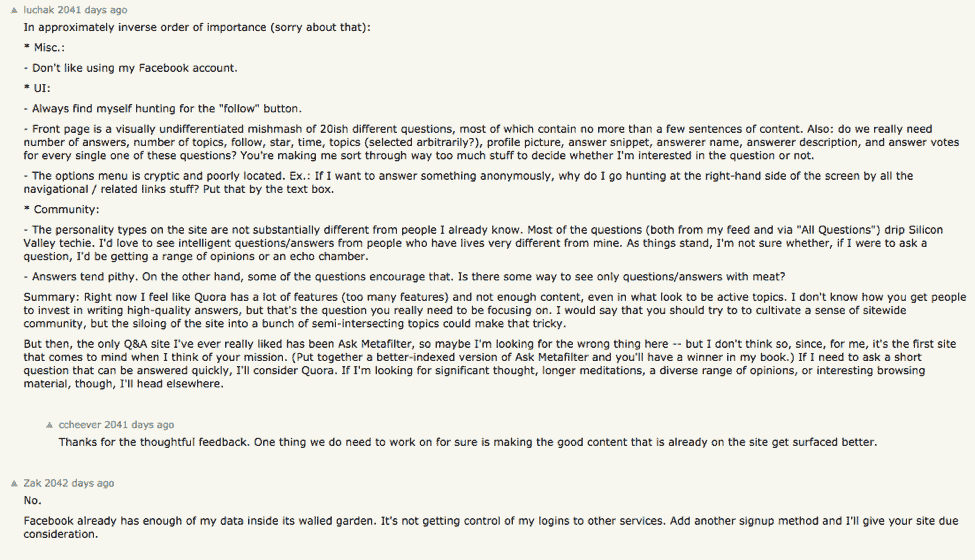 luchak 2041 days ago
In approximately inverse order of importance (sorry about that):
* Misc.:
- Don't like using my Facebook account.
* UI:
- Always find myself hunting for the "follow" button.
- Front page is a visually undifferentiated mishmash of 20ish different questions, most of which contain no more than a few sentences of content. Also: do we really need
number of answers, number of topics, follow, star, time, topics (selected arbitrarily?), profile picture, answer snippet, answerer name, answerer description, and answer votes
for every single one of these questions? You're making me sort through way too much stuff to decide whether I'm interested in the question or not.
- The options menu is cryptic and poorly located. Ex.: If I want to answer something anonymously, why do I go hunting at the right-hand side of the screen by all the
navigational / related links stuff? Put that by the text box.
* Community:
- The personality types on the site are not substantially different from people I already know. Most of the questions (both from my feed and via "All Questions") drip Silicon
Valley techie. I'd love to see intelligent questions/answers from people who have lives very different from mine. As things stand, I'm not sure whether, if I were to ask a
question, I'd be getting a range of opinions or an echo chamber.
- Answers tend pithy. On the other hand, some of the questions encourage that. Is there some way to see only questions/answers with meat?
Summary: Right now I feel like Quora has a lot of features (too many features) and not enough content, even in what look to be active topics. I don't know how you get people
to invest in writing high-quality answers, but that's the question you really need to be focusing on. I would say that you should try to to cultivate a sense of sitewide
community, but the siloing of the site into a bunch of semi-intersecting topics could make that tricky.
But then, the only Q&A site I've ever really liked has been Ask Metafilter, so maybe I'm looking for the wrong thing here -- but I don't think so, since, for me, it's the first site
that comes to mind when I think of your mission. (Put together a better-indexed version of Ask Metafilter and you'll have a winner in my book.) If I need to ask a short
question that can be answered quickly, I'll consider Quora. If I'm looking for significant thought, longer meditations, a diverse range of opinions, or interesting browsing
material, though, I'll head elsewhere.
ccheever 2041 days ago
Thanks for the thoughtful feedback. One thing we do need to work on for sure is making the good content that is already on the site get surfaced better.
Zak 2042 days ago
No.
Facebook already has enough of my data inside its walled garden. It's not getting control of my logins to other services. Add another signup method and I'll give your site due
consideration.